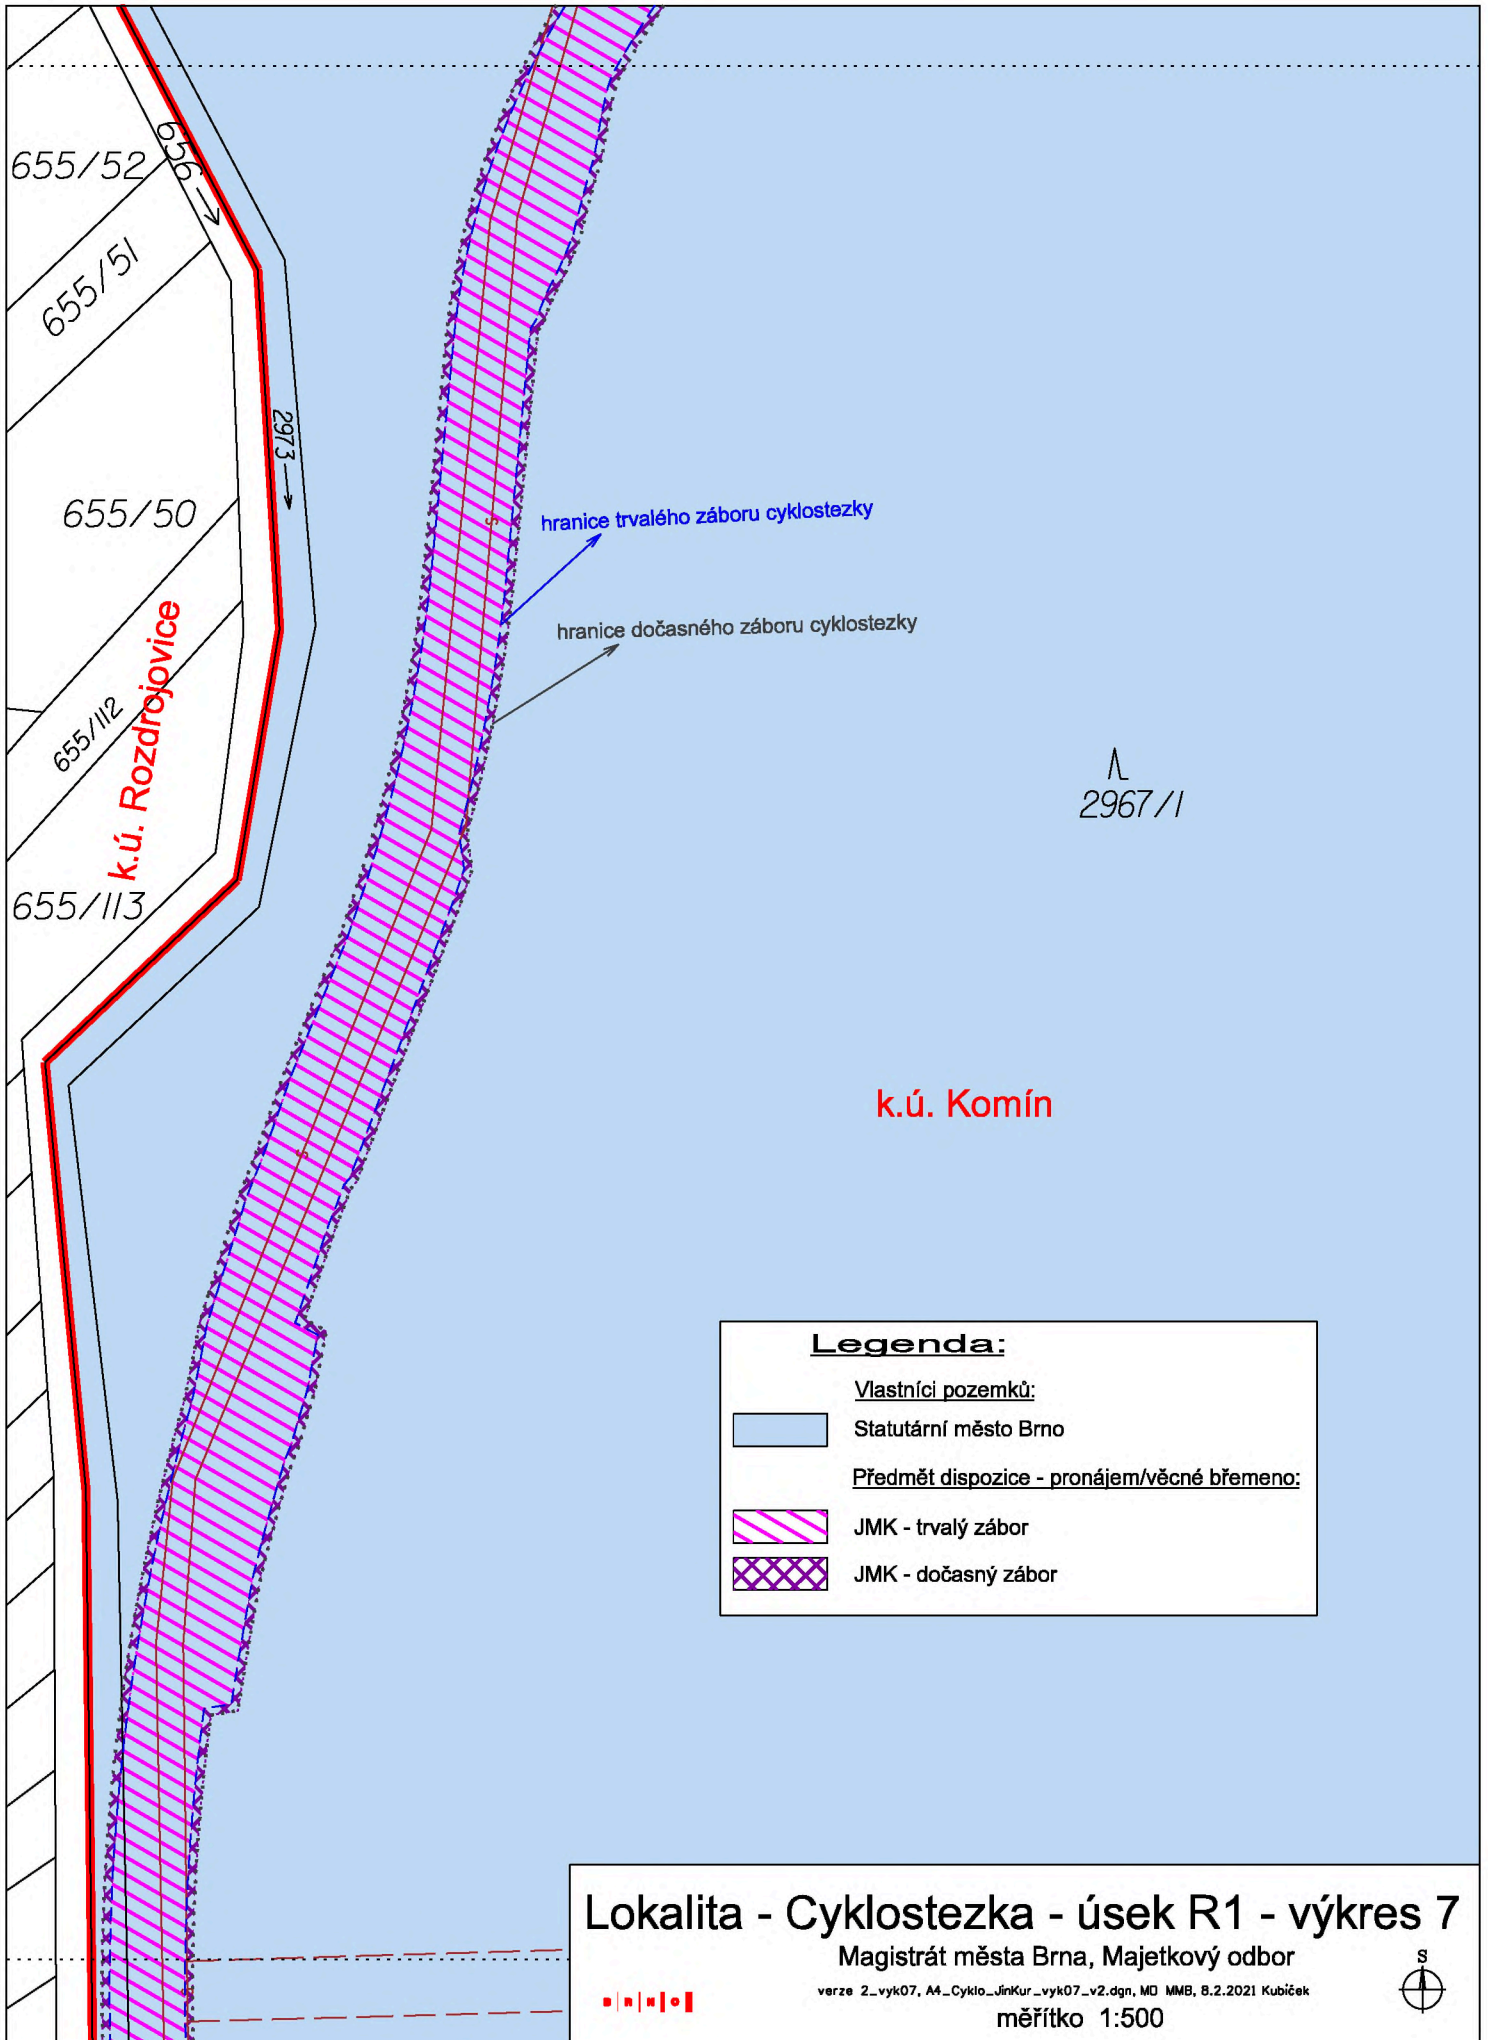 655/52
656
655/51
2973
655/50
hranice trvalého záboru cyklostezky
hranice dočasného záboru cyklostezky
k.ú. Rozdrojovice
655/112
2967/1
655/113
k.ú. Komín
Legenda:
Vlastníci pozemků:
Statutární město Brno
Předmět dispozice - pronájem/věcné břemeno:
JMK - trvalý zábor
JMK - dočasný zábor
Lokalita - Cyklostezka - úsek R1 - výkres 7
Magistrát města Brna, Majetkový odbor
verze 2_vyk07, A4_Cyklo_JinKur_vyk07_v2.dgn, MO MMB, 8.2.2021 Kubíček
měřítko 1:500
B R N O
S